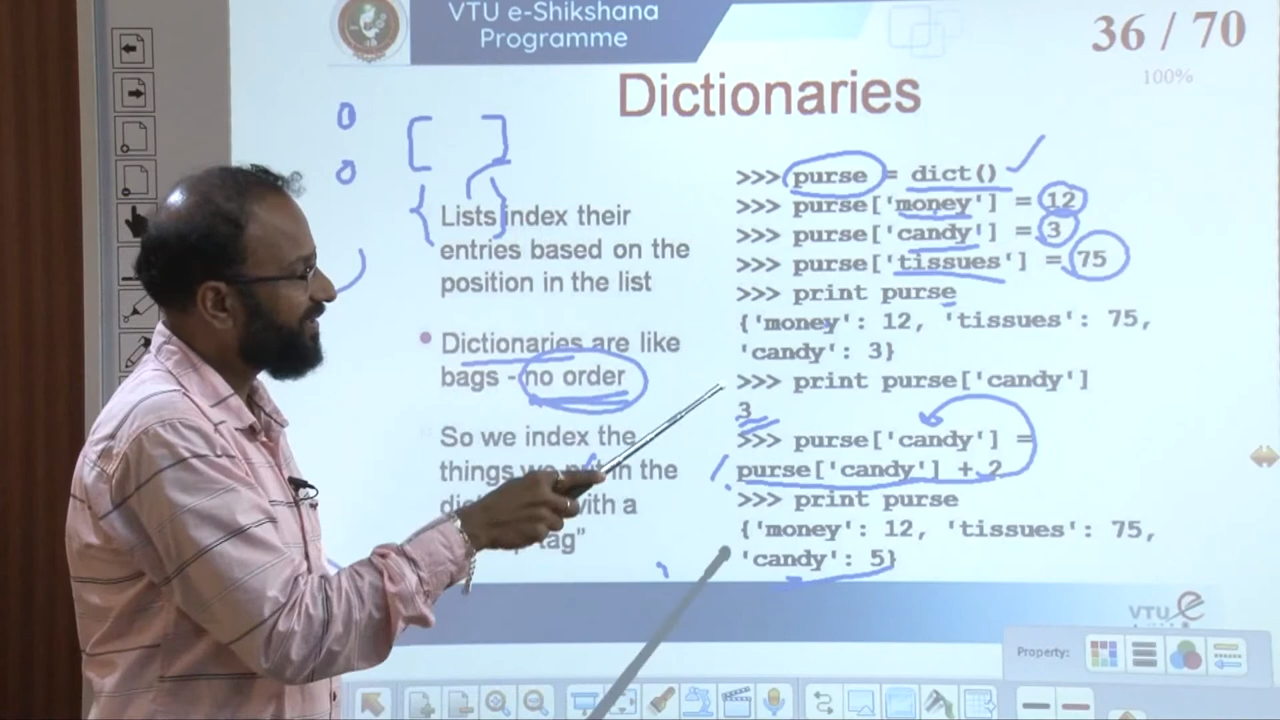 VTU e-Shikshana
Programme
36 / 70
100%
Dictionaries
Lists index their
entries based on the
position in the list
• Dictionaries are like
bags - no order
So we index the
things we put in the
with a
tag”
>>> purse = dict()
>>> purse['money'] = 12
>>> purse['candy'] = 3
>>> purse['tissues'] = 75
>>> print purse
{'money': 12, 'tissues': 75,
'candy': 3}
>>> print purse['candy']
3
>>> purse['candy'] =
purse['candy'] + 2
>>> print purse
{'money': 12, 'tissues': 75,
'candy': 5}
VTU e
Property: